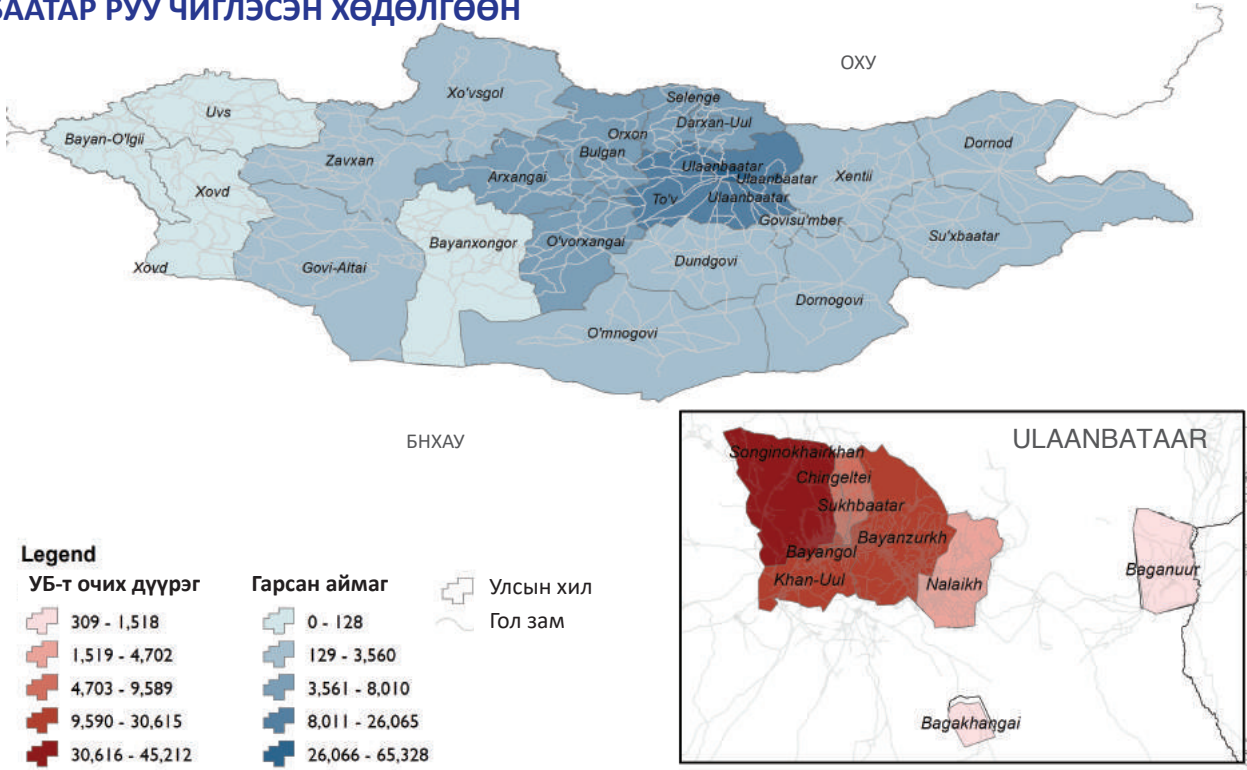 БААТАР РУУ ЧИГЛЭСЭН ХӨДӨЛГӨӨН
ОХУ
Xo'vsgol
Selenge
Uvs
Darxan-Uul
Orxon
Bayan-O'lgii
Dornod
Bulgan
Zavxan
Ulaanbaatar
Arxangai
Ulaanbaatar
Xentii
Xovd
To'v
Ulaanbaatar
Govisu'mber
Su'xbaatar
Bayanxongor
O'vorxangai
Dundgovi
Xovd
Govi-Altai
Dornogovi
O'mnogovi
БНХАУ
ULAANBATAAR
Songinokhairkhan
Chingeltei
Sukhbaatar
Bayanzurkh
Bayangol
Khan-Uul
Nalaikh
Baganuur
Bagakhangai
Legend
УБ-т очих дүүрэг
309 - 1,518
1,519 - 4,702
4,703 - 9,589
9,590 - 30,615
30,616 - 45,212
Гарсан аймаг
0 - 128
129 - 3,560
3,561 - 8,010
8,011 - 26,065
26,066 - 65,328
Улсын хил
Гол зам